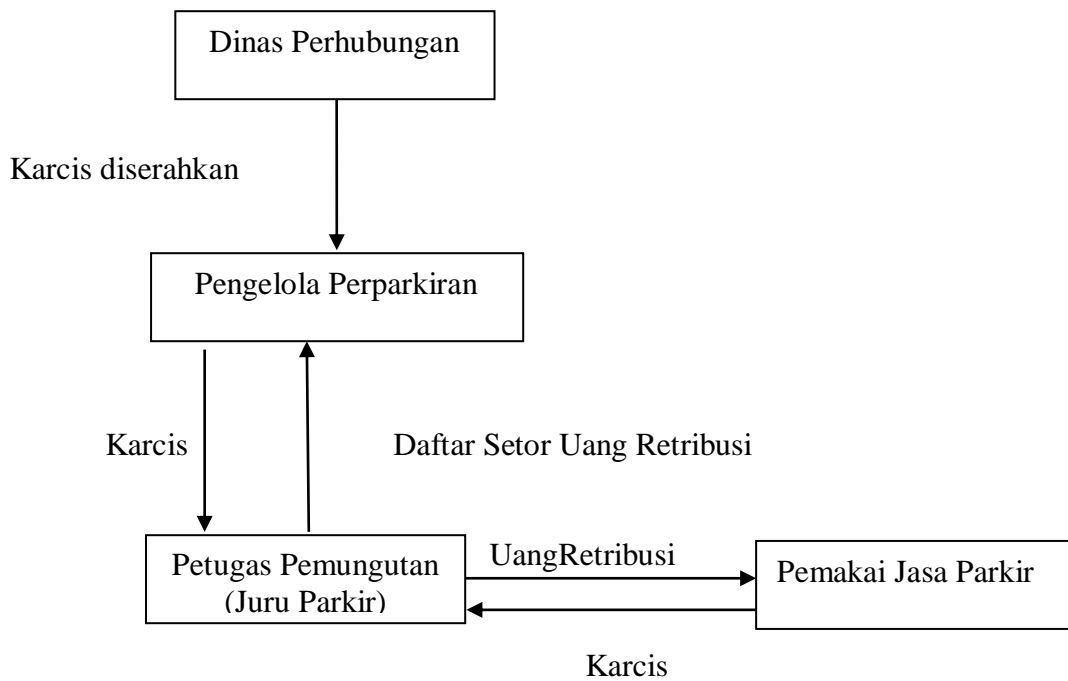 Dinas Perhubungan
Karcis diserahkan
Pengelola Perparkiran
Karcis
Daftar Setor Uang Retribusi
Petugas Pemungutan
(Juru Parkir)
UangRetribusi
Pemakai Jasa Parkir
Karcis